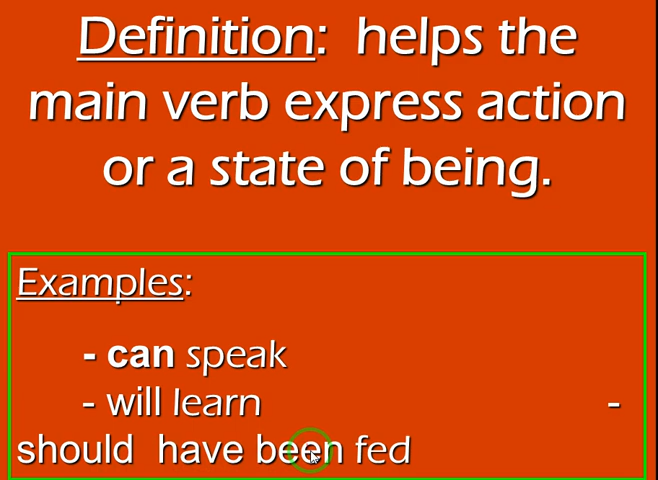 Definition: helps the
main verb express action
or a state of being.
Examples:
- can speak
- will learn -
should have been fed